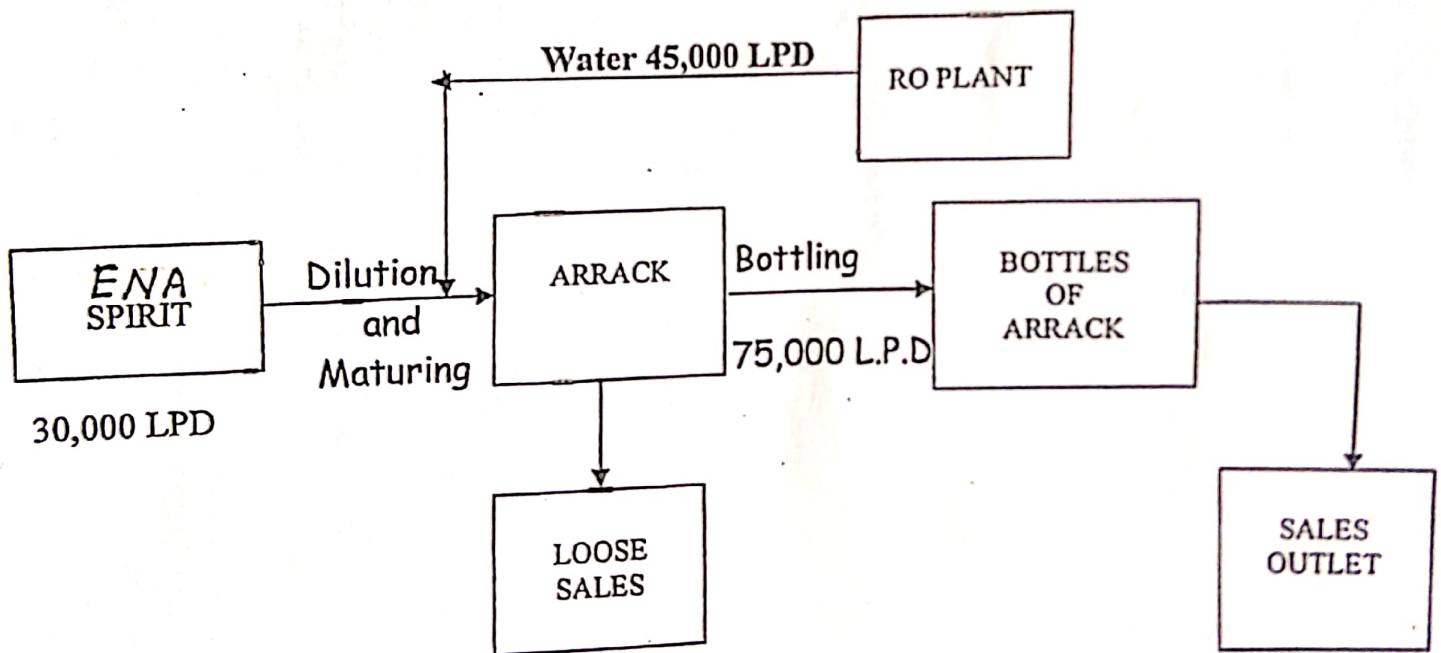 Water 45,000 LPD
RO PLANT
ENA
SPIRIT
30,000 LPD
Dilution
and
Maturing
ARRACK
Bottling
75,000 L.P.D
BOTTLES
OF
ARRACK
LOOSE
SALES
SALES
OUTLET